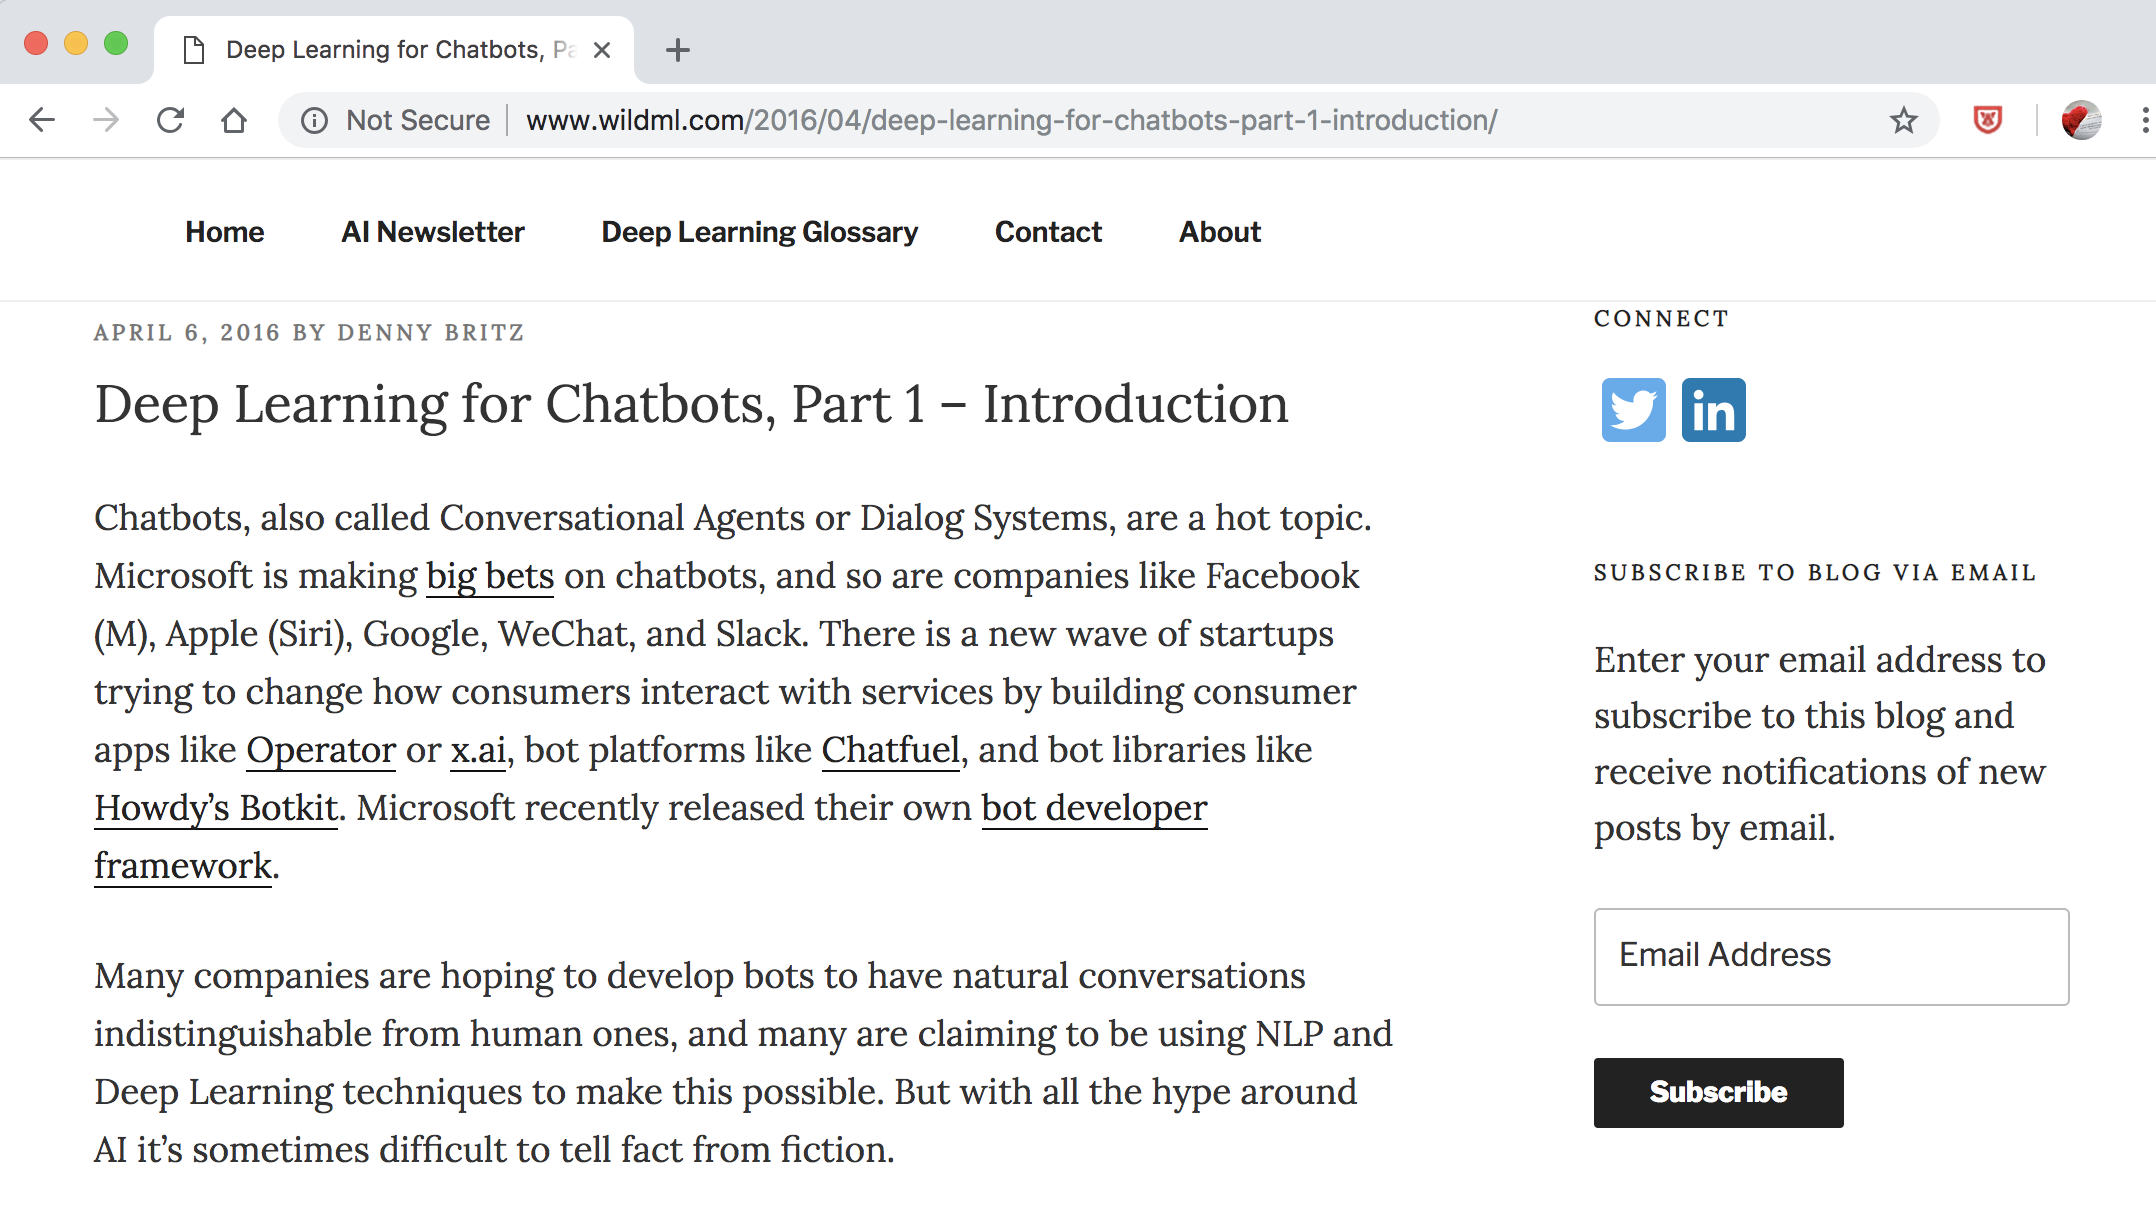 Deep Learning for Chatbots,
Not Secure
www.wildml.com/2016/04/deep-learning-for-chatbots-part-1-introduction/
Home
AI Newsletter
Deep Learning Glossary
Contact
About
APRIL 6, 2016 BY DENNY BRITZ
Deep Learning for Chatbots, Part 1 – Introduction
Chatbots, also called Conversational Agents or Dialog Systems, are a hot topic.
Microsoft is making big bets on chatbots, and so are companies like Facebook
(M), Apple (Siri), Google, WeChat, and Slack. There is a new wave of startups
trying to change how consumers interact with services by building consumer
apps like Operator or x.ai, bot platforms like Chatfuel, and bot libraries like
Howdy’s Botkit. Microsoft recently released their own bot developer
framework.
Many companies are hoping to develop bots to have natural conversations
indistinguishable from human ones, and many are claiming to be using NLP and
Deep Learning techniques to make this possible. But with all the hype around
AI it’s sometimes difficult to tell fact from fiction.
CONNECT
in
SUBSCRIBE TO BLOG VIA EMAIL
Enter your email address to
subscribe to this blog and
receive notifications of new
posts by email.
Email Address
Subscribe